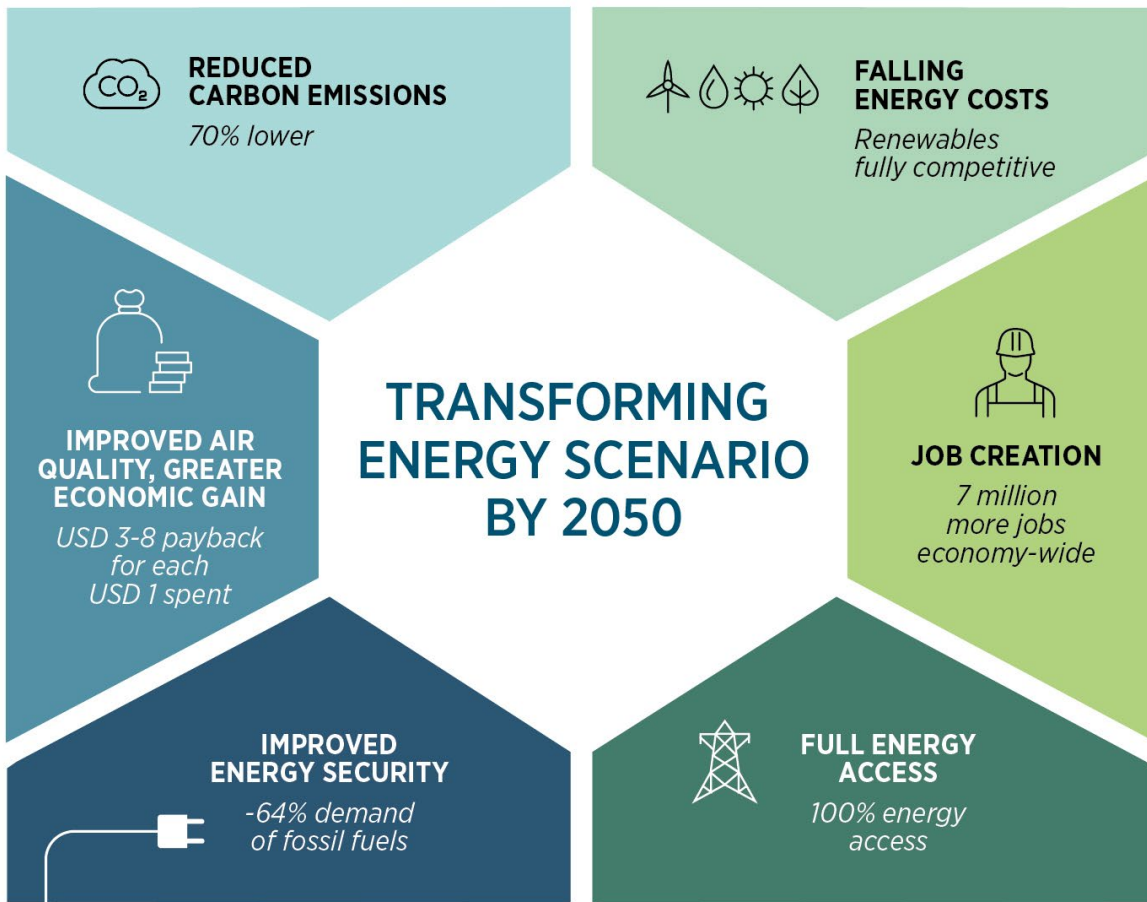 CO₂
REDUCED
CARBON EMISSIONS
70% lower
FALLING
ENERGY COSTS
Renewables
fully competitive
IMPROVED AIR
QUALITY, GREATER
ECONOMIC GAIN
USD 3-8 payback
for each
USD 1 spent
TRANSFORMING
ENERGY SCENARIO
BY 2050
JOB CREATION
7 million
more jobs
economy-wide
IMPROVED
ENERGY SECURITY
-64% demand
of fossil fuels
FULL ENERGY
ACCESS
100% energy
access